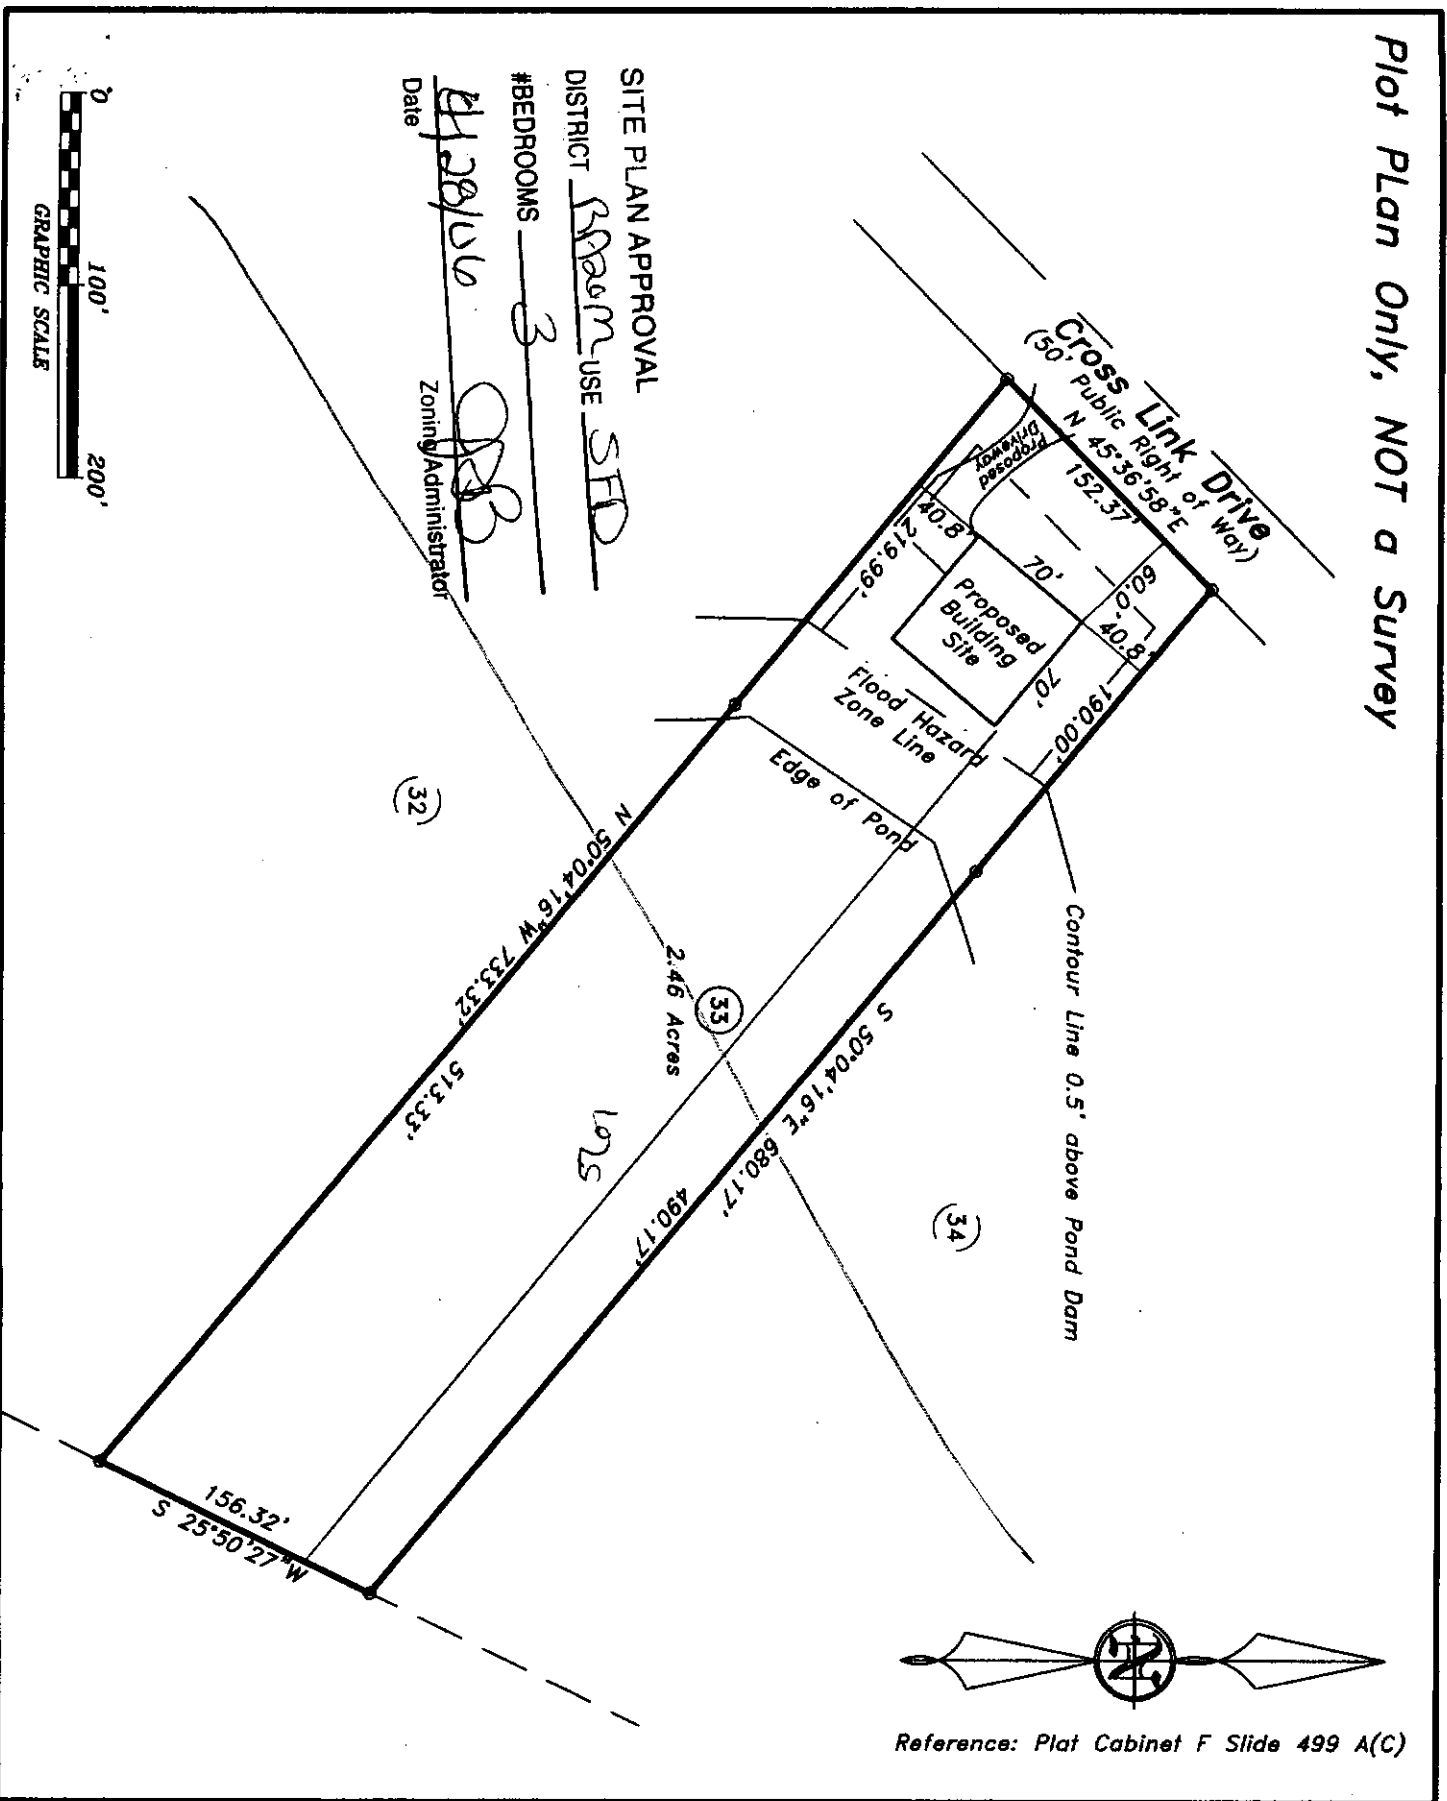 Plot PLan Only, NOT a Survey
Cross Link Drive
(50' Public Right of Way)
N 45°36'58"E
152.37'
Proposed
Driveway
60.0'
40.8'
70'
40.8'
Proposed
Building
Site
70'
219.99'
190.00'
Flood Hazard
Zone Line
Edge of Pond
Contour Line 0.5' above Pond Dam
SITE PLAN APPROVAL
DISTRICT RA20M USE SFD
#BEDROOMS 3
4/28/06
Date
Zoning Administrator
32
N 50°04'16"W 733.32'
513.33'
33
2.46 Acres
34
S 50°04'16"E 680.17'
490.17'
156.32'
S 25°50'27"W
0 100' 200'
GRAPHIC SCALE
N
Reference: Plat Cabinet F Slide 499 A(C)